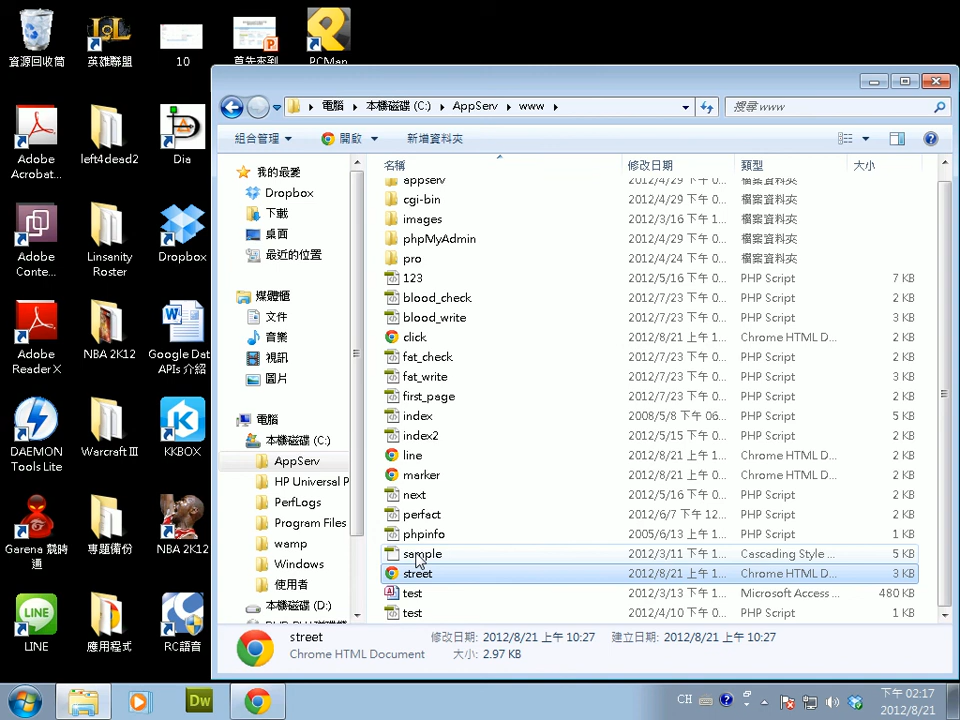 資源回收筒
英雄聯盟
10
首先來到
PCMan
Adobe Acrobat...
left4dead2
Dia
Adobe Conte...
Linsanity Roster
Dropbox
Adobe Reader X
NBA 2K12
Google Dat APIs 介紹
DAEMON Tools Lite
Warcraft III
KKBOX
Garena 競時通
專題備份
NBA 2K12
LINE
應用程式
RC語音
電腦 本機磁碟 (C:) AppServ www
搜尋 www
組合管理 開啟 新增資料夾
我的最愛
Dropbox
下載
桌面
最近的位置
媒體櫃
文件
音樂
視訊
圖片
電腦
本機磁碟 (C:)
AppServ
HP Universal P
PerfLogs
Program Files
wamp
Windows
使用者
本機磁碟 (D:)
名稱 修改日期 類型 大小
appserv 2012/4/29 下午 0... 檔案資料夾
cgi-bin 2012/4/29 下午 0... 檔案資料夾
images 2012/3/16 下午 1... 檔案資料夾
phpMyAdmin 2012/4/29 下午 0... 檔案資料夾
pro 2012/4/24 下午 0... 檔案資料夾
123 2012/5/16 下午 1... PHP Script 7 KB
blood_check 2012/7/23 下午 0... PHP Script 2 KB
blood_write 2012/7/23 下午 0... PHP Script 3 KB
click 2012/8/21 上午 1... Chrome HTML D... 2 KB
fat_check 2012/7/23 下午 0... PHP Script 2 KB
fat_write 2012/7/23 下午 0... PHP Script 3 KB
first_page 2012/7/23 下午 0... PHP Script 2 KB
index 2008/5/8 下午 06... PHP Script 5 KB
index2 2012/5/15 下午 0... PHP Script 2 KB
line 2012/8/21 上午 1... Chrome HTML D... 2 KB
marker 2012/8/21 上午 1... Chrome HTML D... 2 KB
next 2012/5/16 下午 0... PHP Script 2 KB
perfact 2012/6/7 下午 12... PHP Script 2 KB
phpinfo 2005/6/13 下午 0... PHP Script 1 KB
sample 2012/3/11 下午 1... Cascading Style ... 5 KB
street 2012/8/21 上午 1... Chrome HTML D... 3 KB
test 2012/3/13 下午 1... Microsoft Access ... 480 KB
test 2012/4/10 下午 0... PHP Script 1 KB
street 修改日期: 2012/8/21 上午 10:27 建立日期: 2012/8/21 上午 10:27
Chrome HTML Document 大小: 2.97 KB
Dw
CH
下午 02:17
2012/8/21